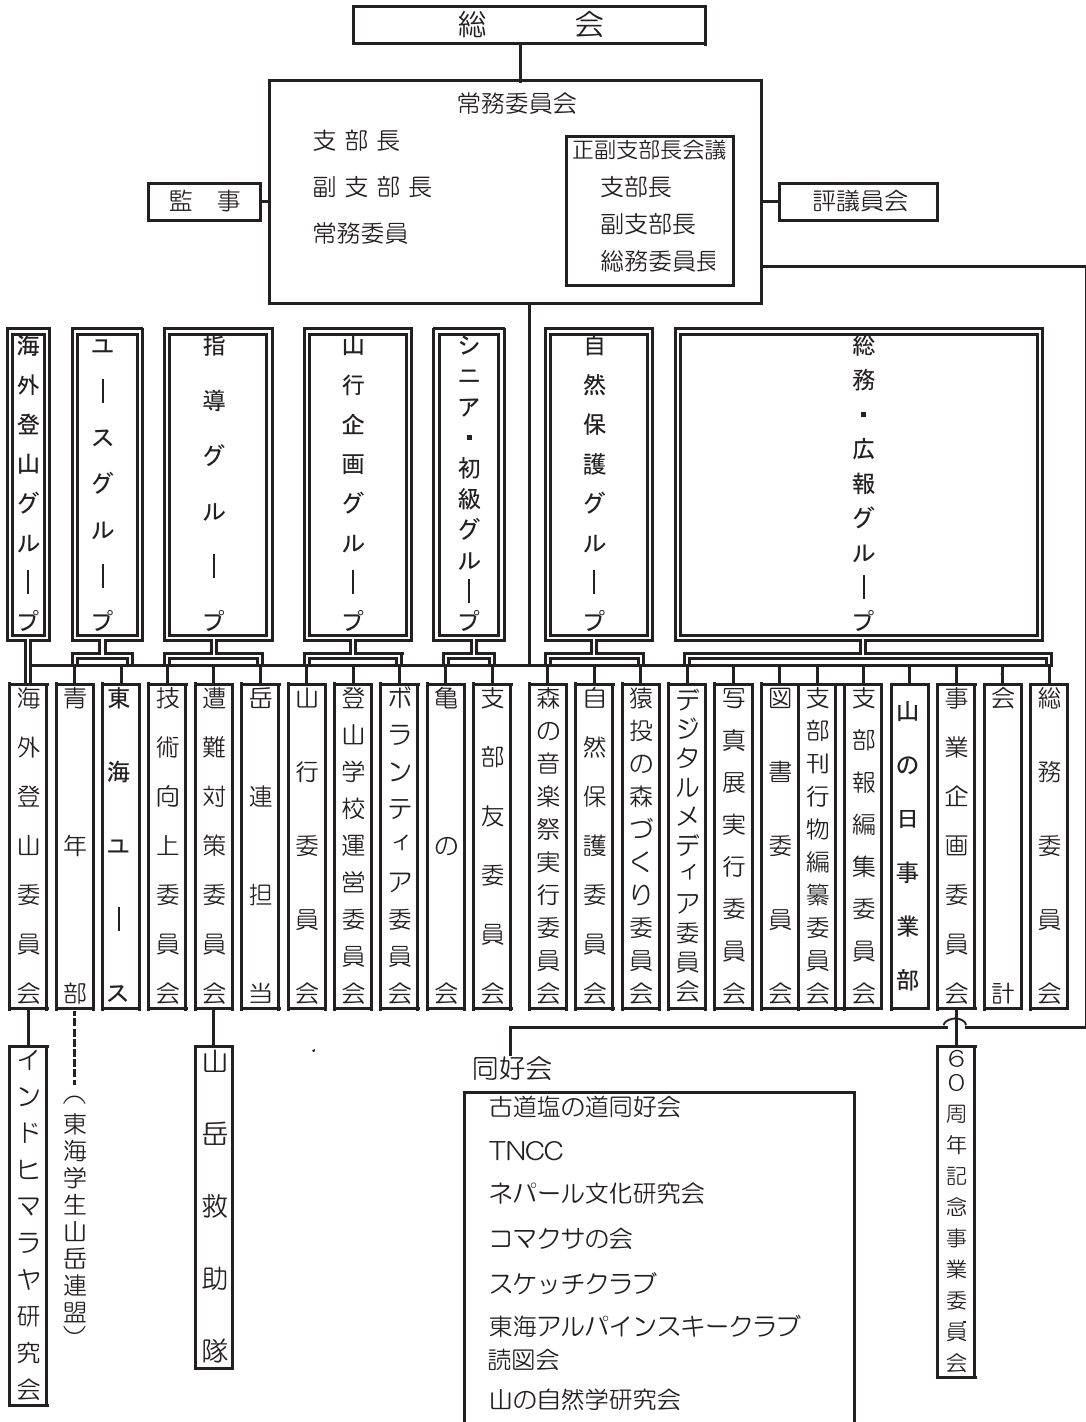 総会
常務委員会
支部長
副支部長
常務委員
正副支部長会議
支部長
副支部長
総務委員長
監事
評議員会
海外登山グループ
ユースグループ
指導グループ
山行企画グループ
シニア・初級グループ
自然保護グループ
総務・広報グループ
海外登山委員会
青年部
東海ユース
技術向上委員会
遭難対策委員会
岳連担当
山行委員会
登山学校運営委員会
ボランティア委員会
亀の会
支部友委員会
森の音楽祭実行委員会
自然保護委員会
猿投の森づくり委員会
デジタルメディア委員会
写真展実行委員会
図書委員会
支部刊行物編纂委員会
支部報編集委員会
山の日事業部
事業企画委員会
会計
総務委員会
インドヒマラヤ研究会
（東海学生山岳連盟）
山岳救助隊
同好会
古道塩の道同好会
TNCC
ネパール文化研究会
コマクサの会
スケッチクラブ
東海アルパインスキークラブ
読図会
山の自然学研究会
60周年記念事業委員会